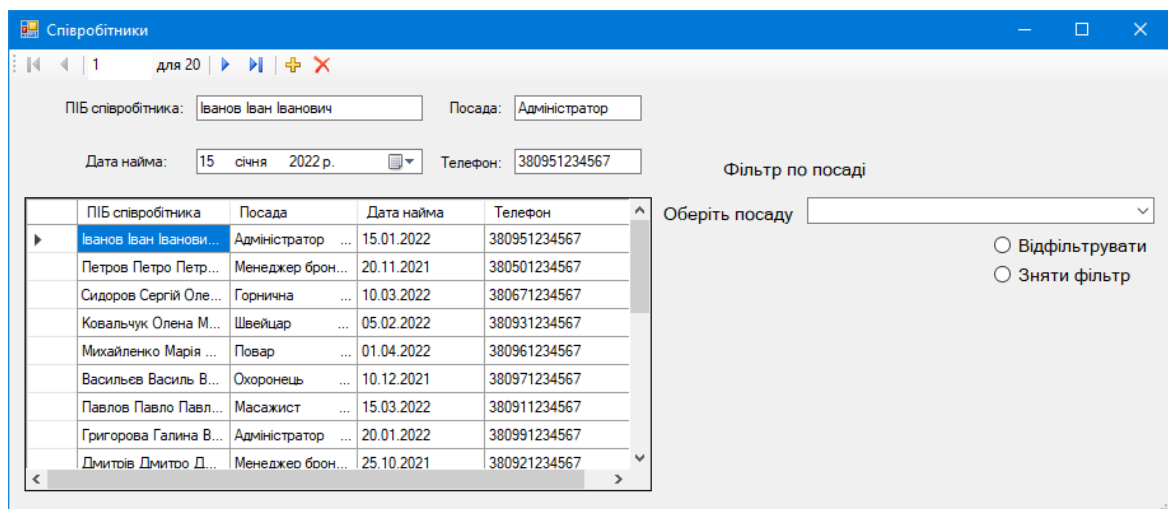 Співробітники
1 для 20
ПІБ співробітника: Іванов Іван Іванович Посада: Адміністратор
Дата найма: 15 січня 2022 р. Телефон: 380951234567
Фільтр по посаді
Оберіть посаду
Відфільтрувати
Зняти фільтр
ПІБ співробітника Посада Дата найма Телефон
Іванов Іван Іванови... Адміністратор ... 15.01.2022 380951234567
Петров Петро Петр... Менеджер брон... 20.11.2021 380501234567
Сидоров Сергій Оле... Горнична ... 10.03.2022 380671234567
Ковальчук Олена М... Швейцар ... 05.02.2022 380931234567
Михайленко Марія ... Повар ... 01.04.2022 380961234567
Васильєв Василь В... Охоронець ... 10.12.2021 380971234567
Павлов Павло Павл... Масажист ... 15.03.2022 380911234567
Григорова Галина В... Адміністратор ... 20.01.2022 380991234567
Дмитрів Дмитро Д... Менеджер брон... 25.10.2021 380921234567